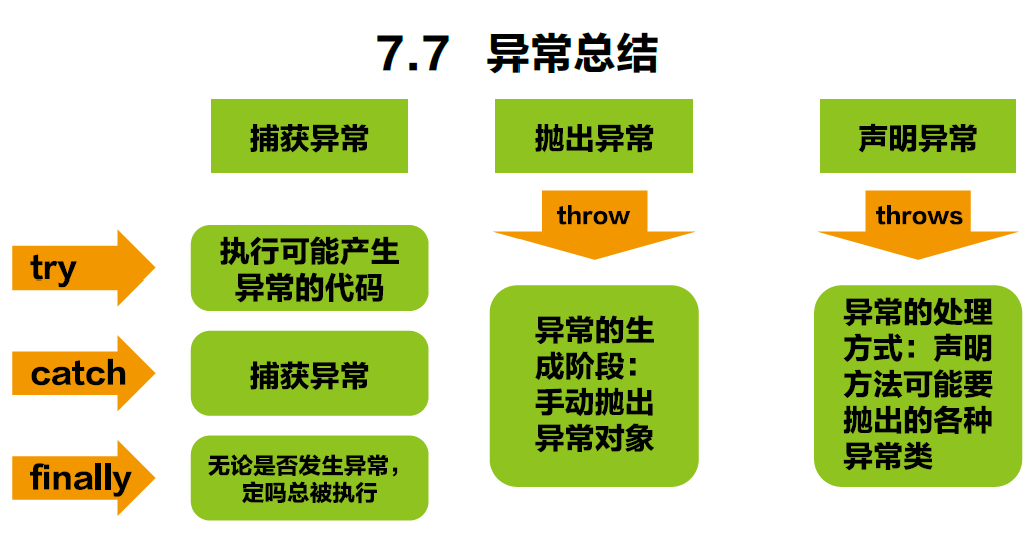 7.7 异常总结
捕获异常
抛出异常
声明异常
throw
throws
try
执行可能产生
异常的代码
catch
捕获异常
finally
无论是否发生异常，
定吗总被执行
异常的生
成阶段：
手动抛出
异常对象
异常的处理
方式：声明
方法可能要
抛出的各种
异常类